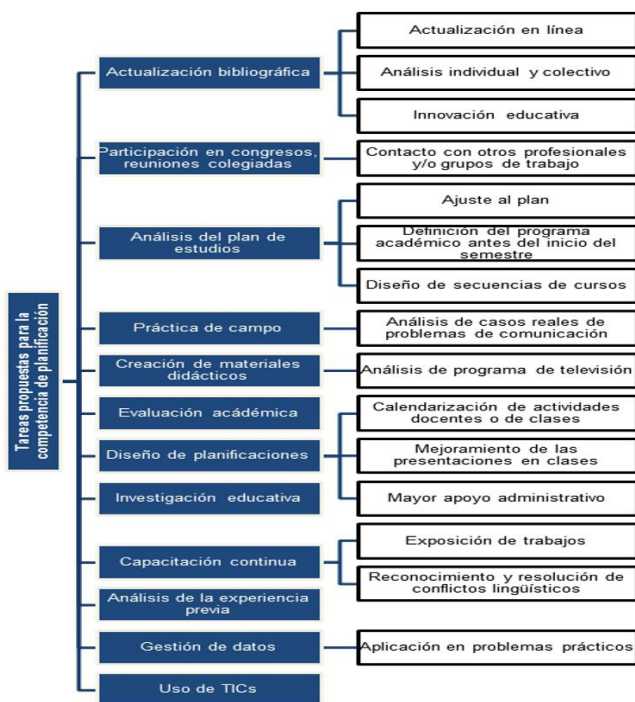 Tareas propuestas para la
competencia de planificación
Actualización bibliográfica
Actualización en línea
Análisis individual y colectivo
Innovación educativa
Participación en congresos,
reuniones colegiadas
Contacto con otros profesionales
y/o grupos de trabajo
Análisis del plan de
estudios
Ajuste al plan
Definición del programa
académico antes del inicio del
semestre
Diseño de secuencias de cursos
Práctica de campo
Análisis de casos reales de
problemas de comunicación
Creación de materiales
didácticos
Análisis de programa de televisión
Evaluación académica
Diseño de planificaciones
Calendarización de actividades
docentes o de clases
Mejoramiento de las
presentaciones en clases
Mayor apoyo administrativo
Investigación educativa
Capacitación continua
Exposición de trabajos
Reconocimiento y resolución de
conflictos lingüísticos
Análisis de la experiencia
previa
Gestión de datos
Aplicación en problemas prácticos
Uso de TICs